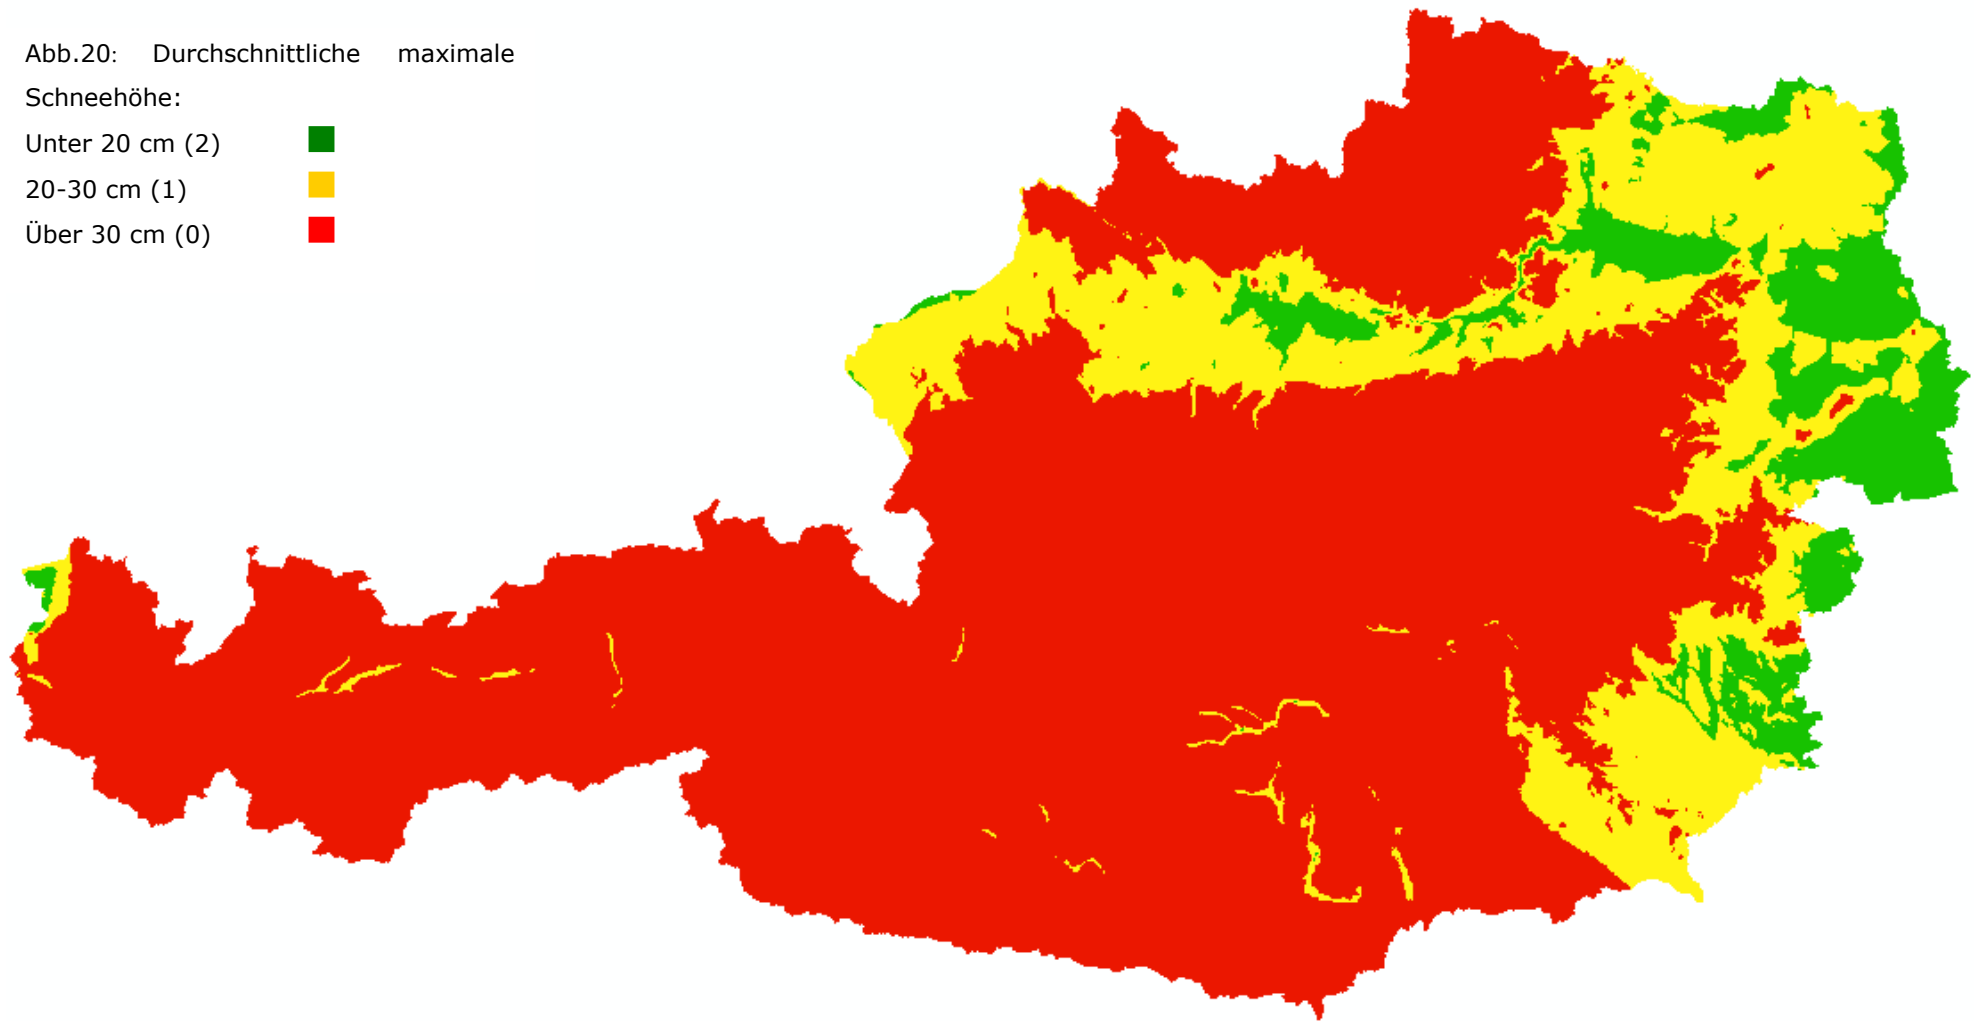 Abb.20: Durchschnittliche maximale
Schneehöhe:
Unter 20 cm (2)
20-30 cm (1)
Über 30 cm (0)